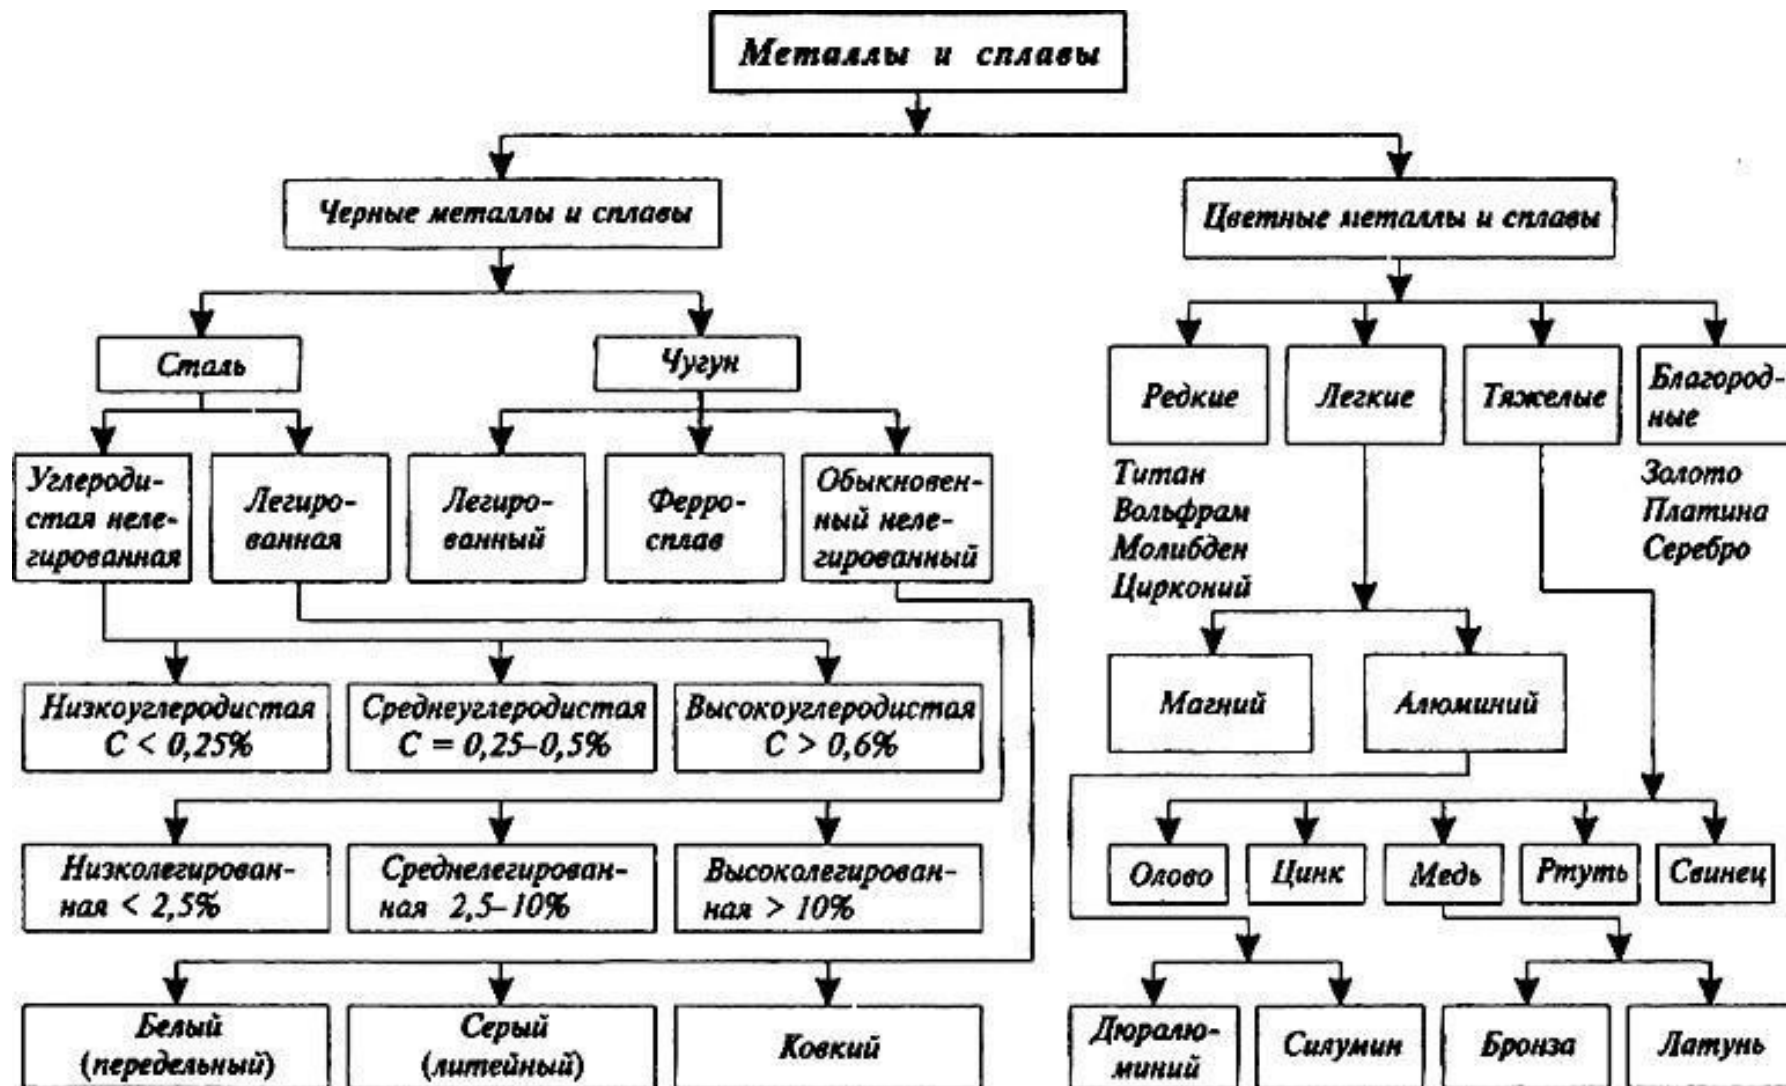 Металлы и сплавы
Черные металлы и сплавы
Цветные металлы и сплавы
Сталь
Чугун
Редкие
Легкие
Тяжелые
Благород-
ные
Углероди-
стая неле-
гированная
Легиро-
ванная
Легиро-
ванный
Ферро-
сплав
Обыкновен-
ный неле-
гированный
Титан
Вольфрам
Молибден
Цирконий
Золото
Платина
Серебро
Низкоуглеродистая
C < 0,25%
Среднеуглеродистая
C = 0,25–0,5%
Высокоуглеродистая
C > 0,6%
Магний
Алюминий
Низколегирован-
ная < 2,5%
Среднелегирован-
ная 2,5–10%
Высоколегирован-
ная > 10%
Олово
Цинк
Медь
Ртуть
Свинец
Белый
(передельный)
Серый
(литейный)
Ковкий
Дюралю-
миний
Силумин
Бронза
Латунь